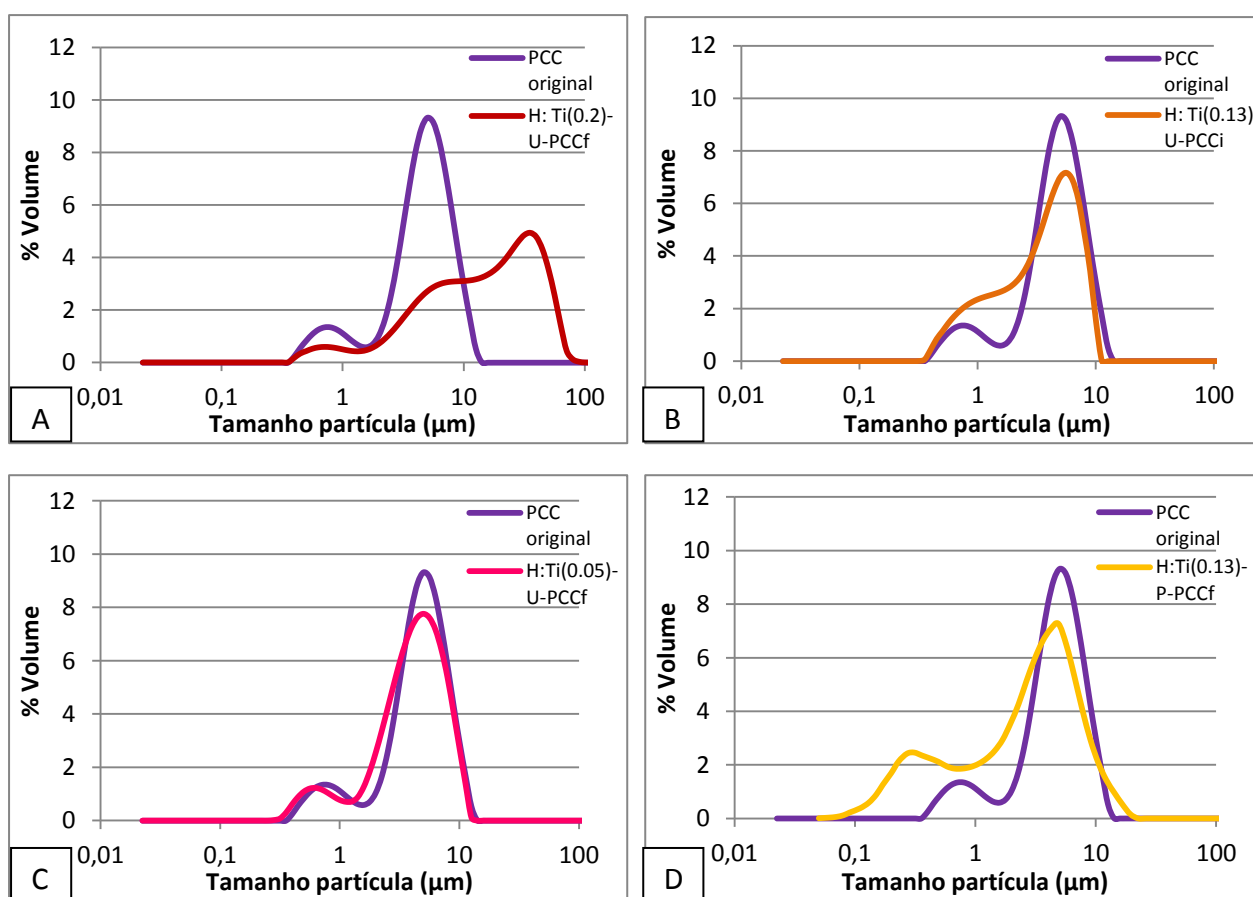 12
10
8
6
4
2
0
% Volume
PCC
original
H: Ti(0.2)-
U-PCCf
0,01
0,1
1
10
100
Tamanho partícula (µm)
A
12
10
8
6
4
2
0
% Volume
PCC
original
H: Ti(0.13)
U-PCCi
0,01
0,1
1
10
100
Tamanho partícula (µm)
B
12
10
8
6
4
2
0
% Volume
PCC
original
H:Ti(0.05)-
U-PCCf
0,01
0,1
1
10
100
Tamanho partícula (µm)
C
12
10
8
6
4
2
0
% Volume
PCC
original
H:Ti(0.13)-
P-PCCf
0,01
0,1
1
10
100
Tamanho partícula (µm)
D